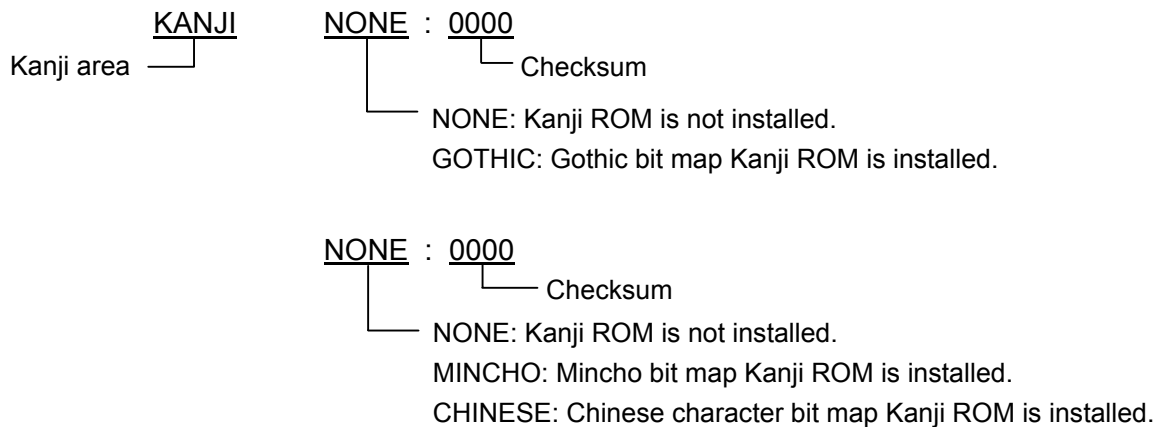 KANJI NONE : 0000
Kanji area
Checksum
NONE: Kanji ROM is not installed.
GOTHIC: Gothic bit map Kanji ROM is installed.
NONE : 0000
Checksum
NONE: Kanji ROM is not installed.
MINCHO: Mincho bit map Kanji ROM is installed.
CHINESE: Chinese character bit map Kanji ROM is installed.